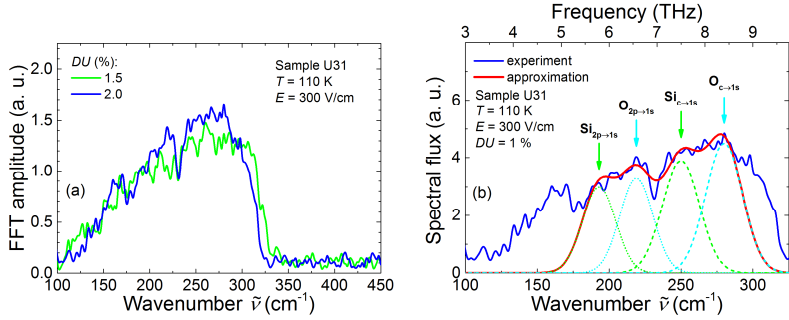 DU (%):
1.5
2.0
Sample U31
T = 110 K
E = 300 V/cm
(a)
FFT amplitude (a. u.)
2.0
1.5
1.0
0.5
0.0
100 150 200 250 300 350 400 450
Wavenumber ṽ (cm⁻¹)
Frequency (THz)
3 4 5 6 7 8 9
experiment
approximation
Sample U31
T = 110 K
E = 300 V/cm
DU = 1 %
Si2p→1s
O2p→1s
Sic→1s
Oc→1s
(b)
Spectral flux (a. u.)
6
4
2
0
100 150 200 250 300
Wavenumber ṽ (cm⁻¹)